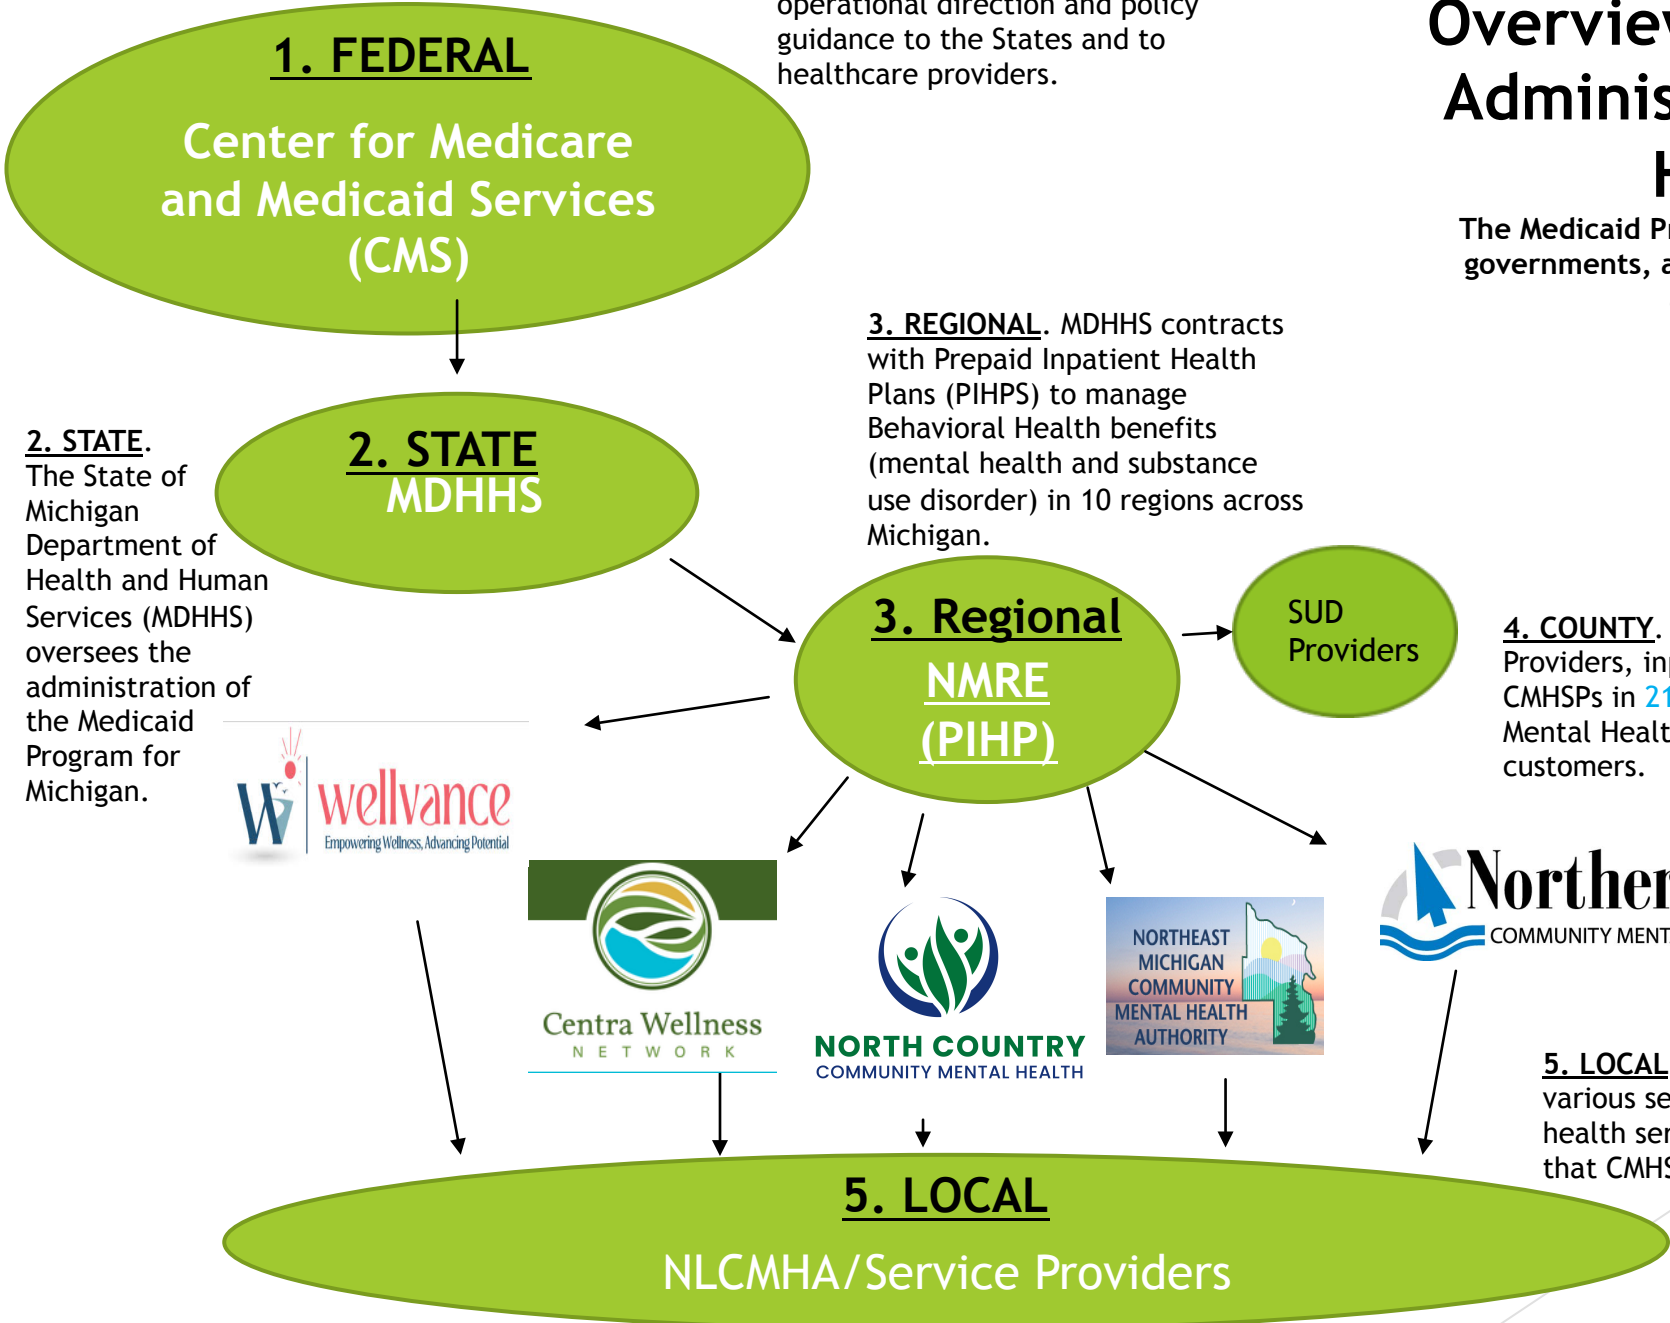 operational direction and policy
guidance to the States and to
healthcare providers.
1. FEDERAL
Center for Medicare
and Medicaid Services
(CMS)
Overview
Adminis
H
The Medicaid Pr
governments, a
3. REGIONAL. MDHHS contracts
with Prepaid Inpatient Health
Plans (PIHPS) to manage
Behavioral Health benefits
(mental health and substance
use disorder) in 10 regions across
Michigan.
2. STATE.
The State of
Michigan
Department of
Health and Human
Services (MDHHS)
oversees the
administration of
the Medicaid
Program for
Michigan.
2. STATE
MDHHS
3. Regional
NMRE
(PIHP)
SUD
Providers
4. COUNTY.
Providers, inp
CMHSPs in 21
Mental Healt
customers.
W wellvance
Empowering Wellness, Advancing Potential
Centra Wellness
NETWORK
NORTH COUNTRY
COMMUNITY MENTAL HEALTH
NORTHEAST
MICHIGAN
COMMUNITY
MENTAL HEALTH
AUTHORITY
Norther
COMMUNITY MENTA
5. LOCAL
various se
health ser
that CMHS
5. LOCAL
NLCMHA/Service Providers